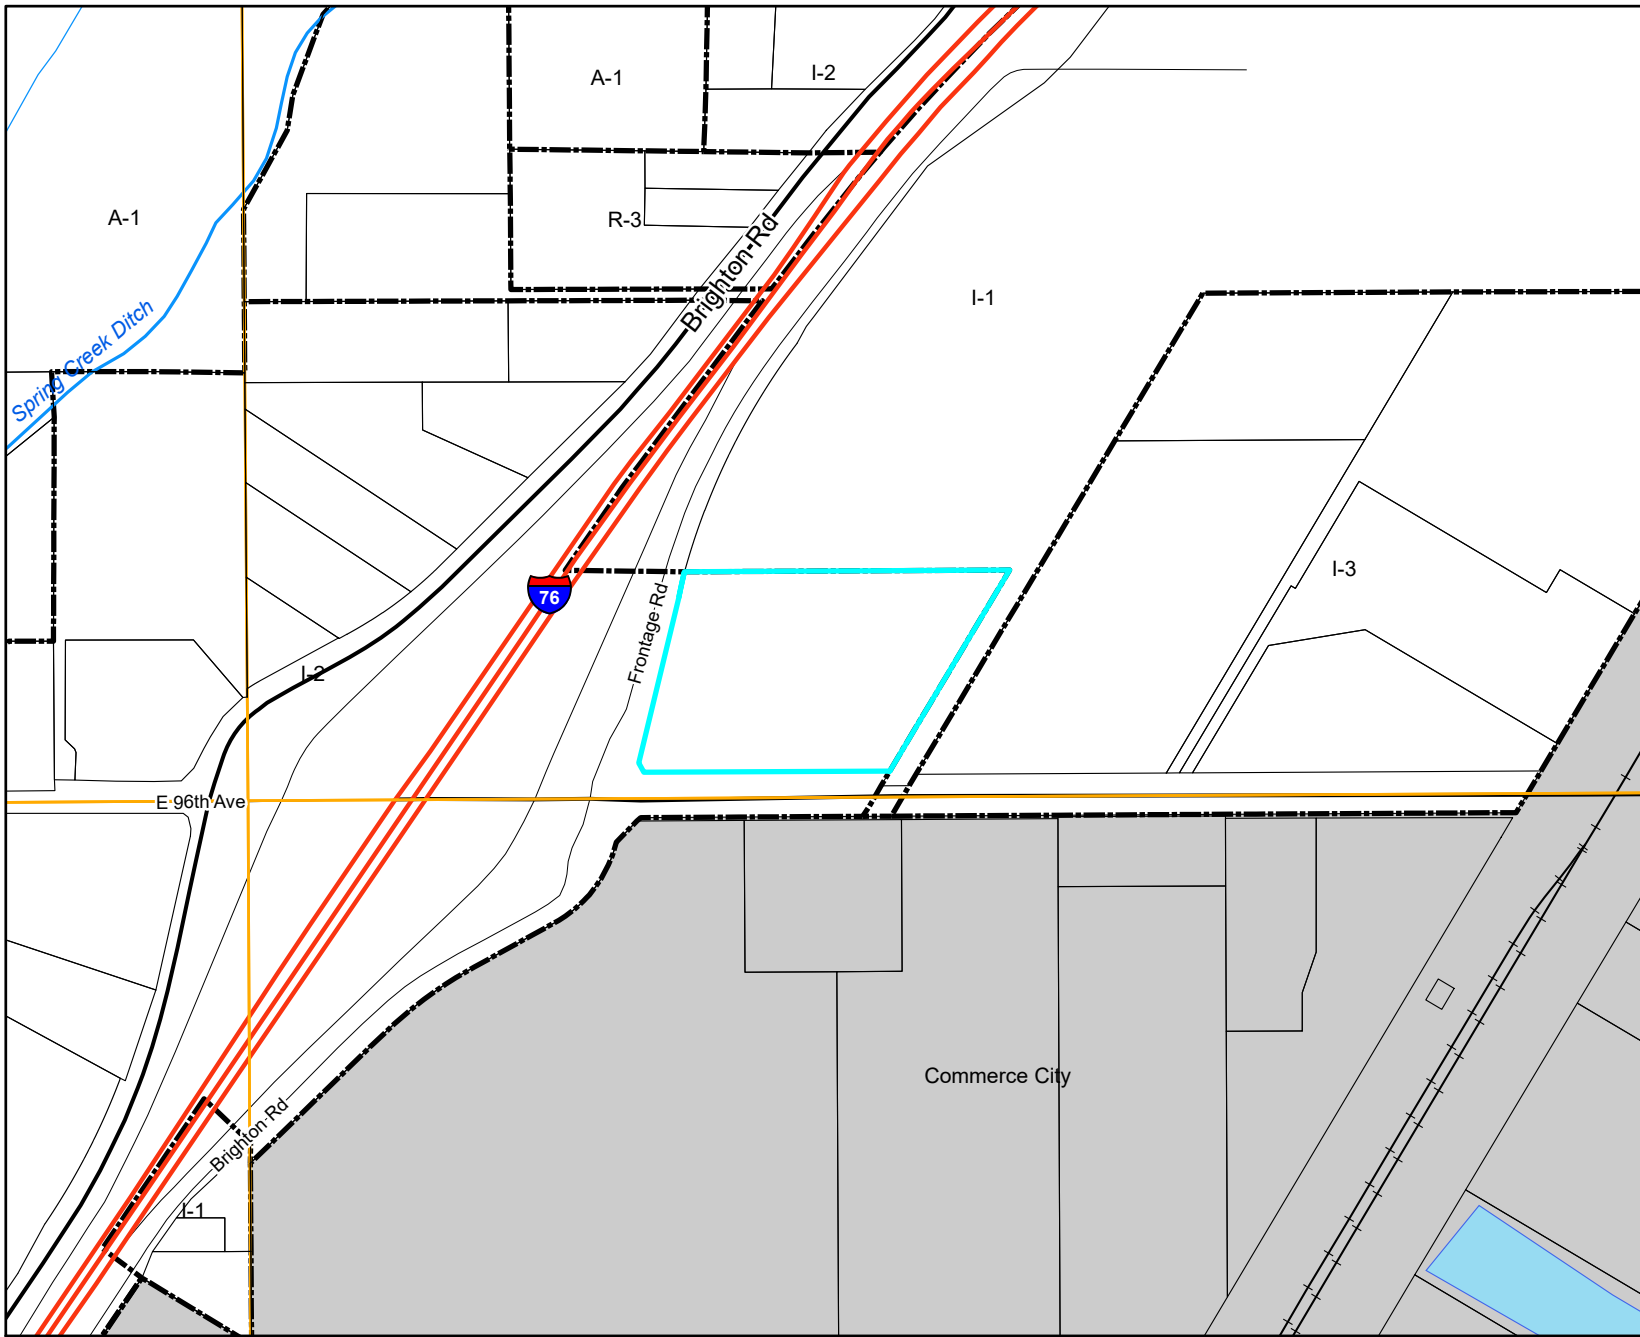 A-1
I-2
A-1
R-3
Brighton Rd
I-1
Spring Creek Ditch
I-3
76
Frontage Rd
I-2
E 96th Ave
Commerce City
Brighton Rd
I-1